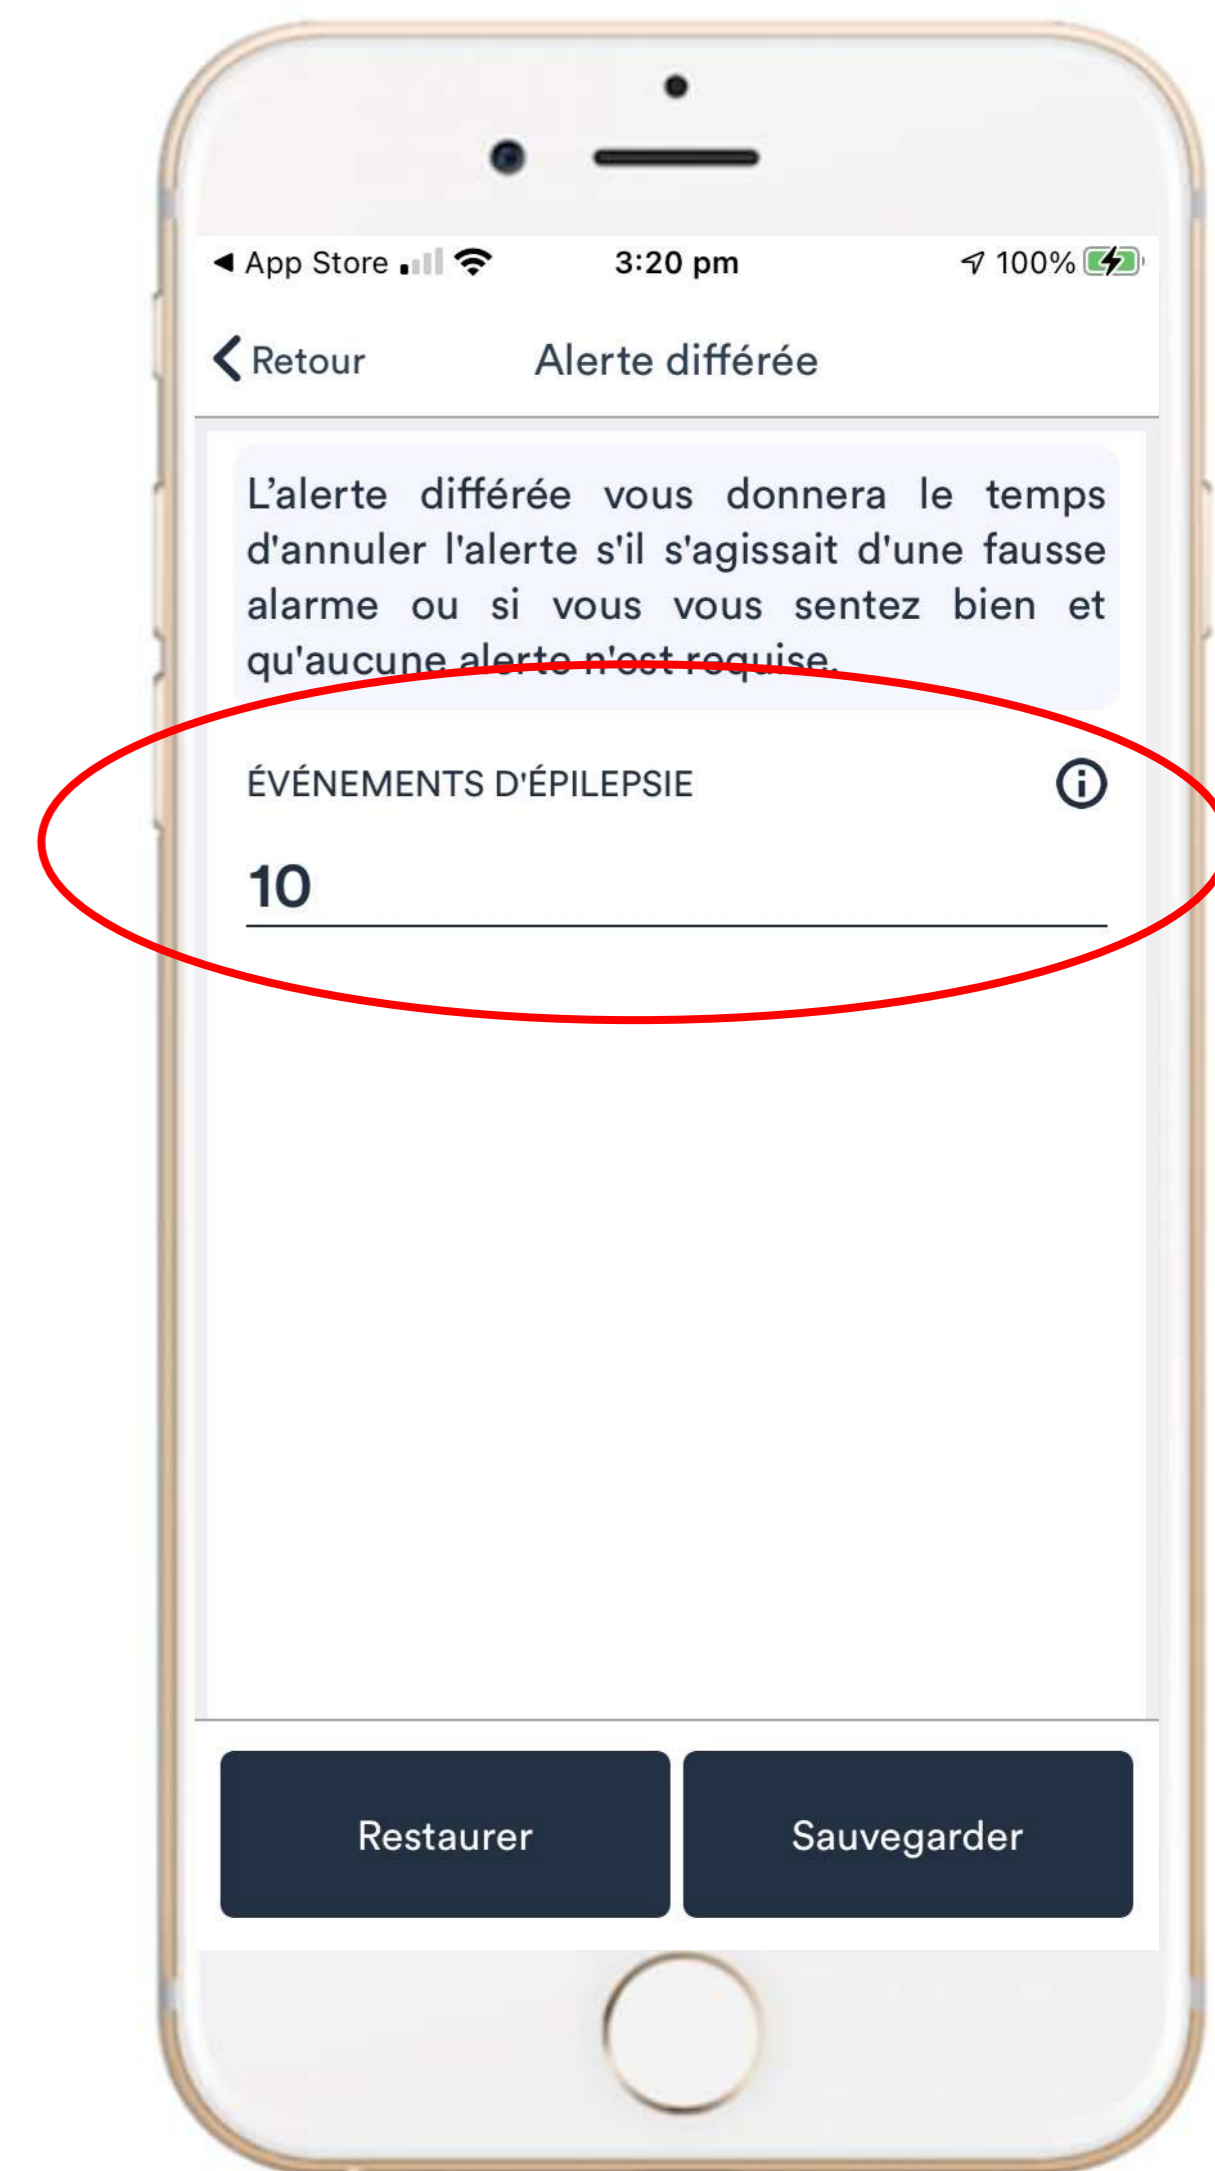 App Store 3:20 pm 100%
Retour Alerte différée
L'alerte différée vous donnera le temps
d'annuler l'alerte s'il s'agissait d'une fausse
alarme ou si vous vous sentez bien et
qu'aucune alerte n'est requise.
ÉVÉNEMENTS D'ÉPILEPSIE
10
Restaurer Sauvegarder